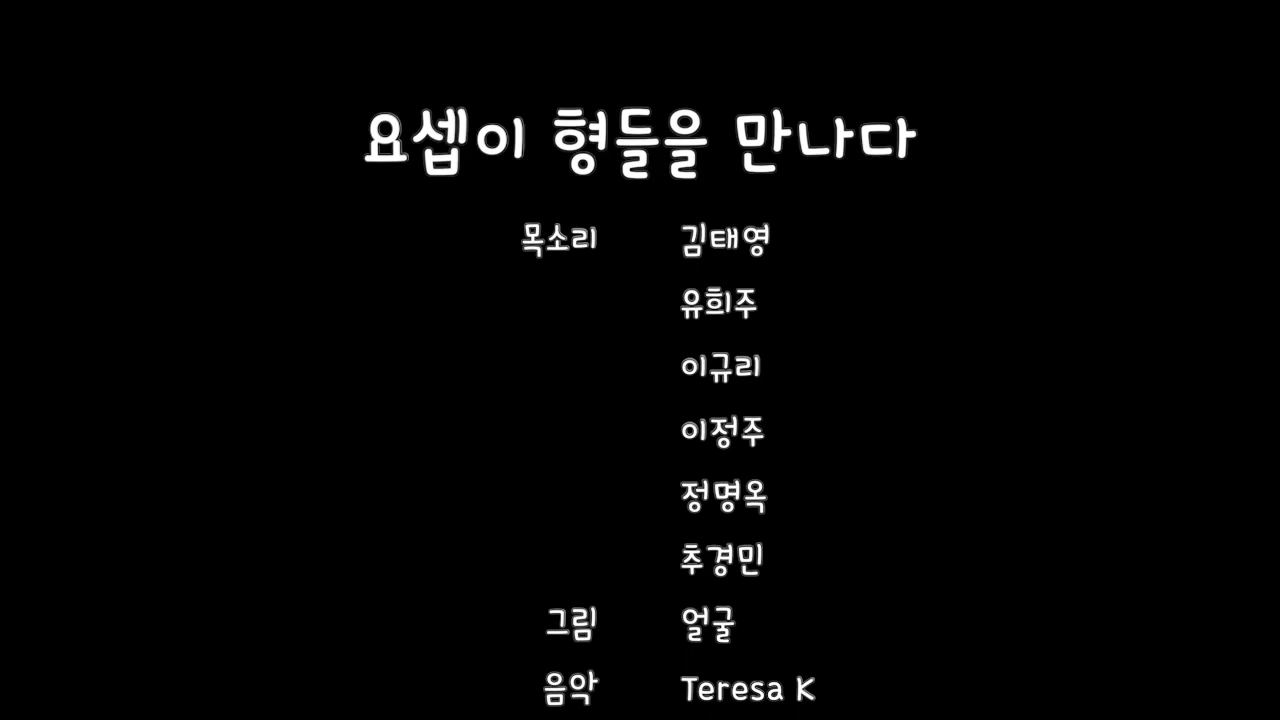 요셉이 형들을 만나다
목소리 김태영
유희주
이규리
이정주
정명옥
추경민
그림 얼굴
음악 Teresa K